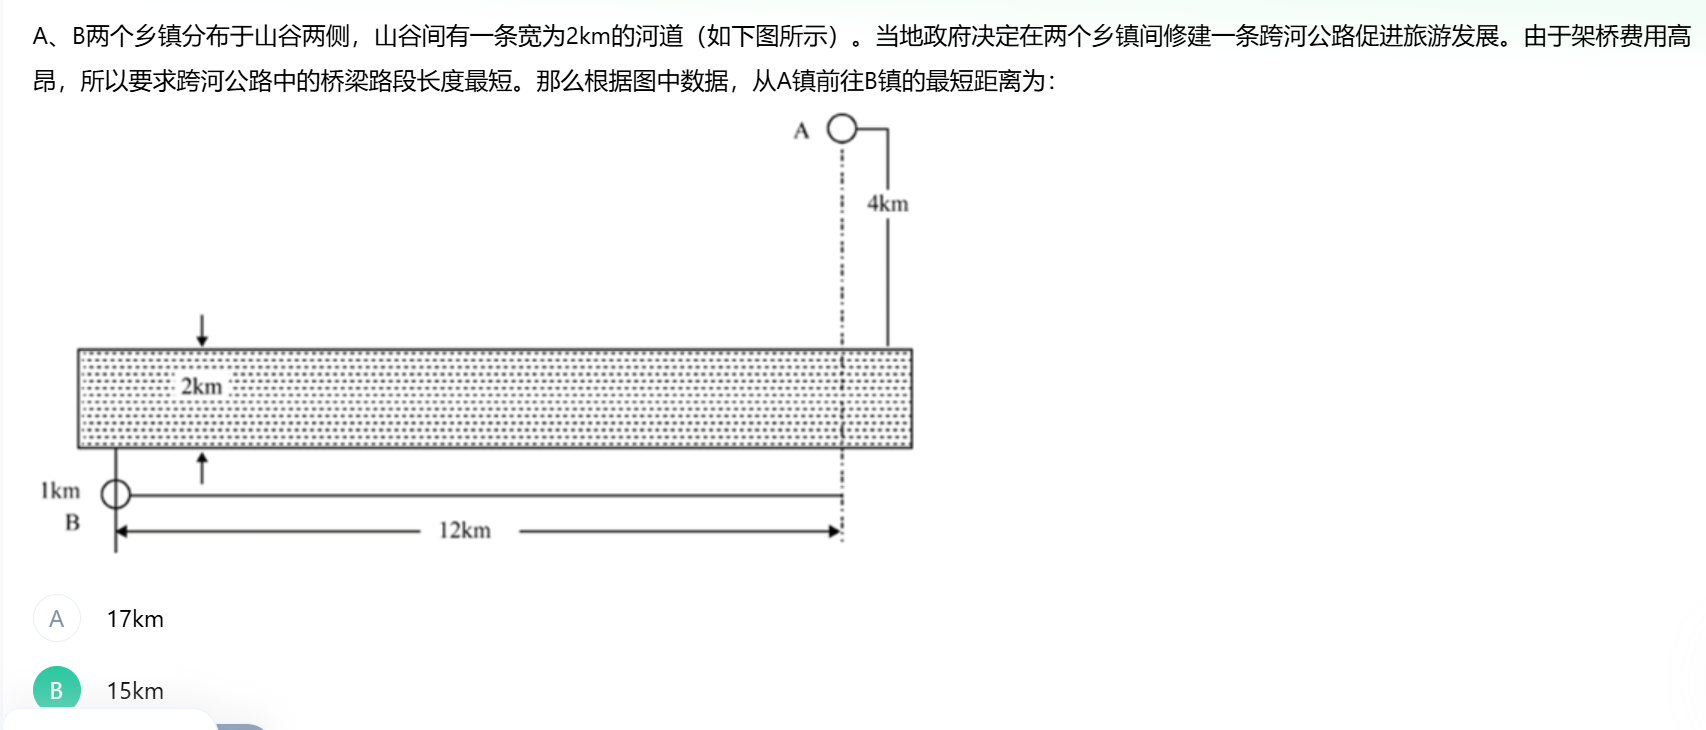 A、B两个乡镇分布于山谷两侧，山谷间有一条宽为2km的河道（如下图所示）。当地政府决定在两个乡镇间修建一条跨河公路促进旅游发展。由于架桥费用高
昂，所以要求跨河公路中的桥梁路段长度最短。那么根据图中数据，从A镇前往B镇的最短距离为：
A
4km
2km
1km
B
12km
A 17km
B 15km